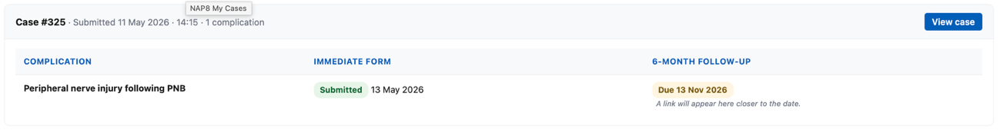 NAP8 My Cases
Case #325 · Submitted 11 May 2026 · 14:15 · 1 complication
View case
COMPLICATION
IMMEDIATE FORM
6-MONTH FOLLOW-UP
Peripheral nerve injury following PNB
Submitted 13 May 2026
Due 13 Nov 2026
A link will appear here closer to the date.